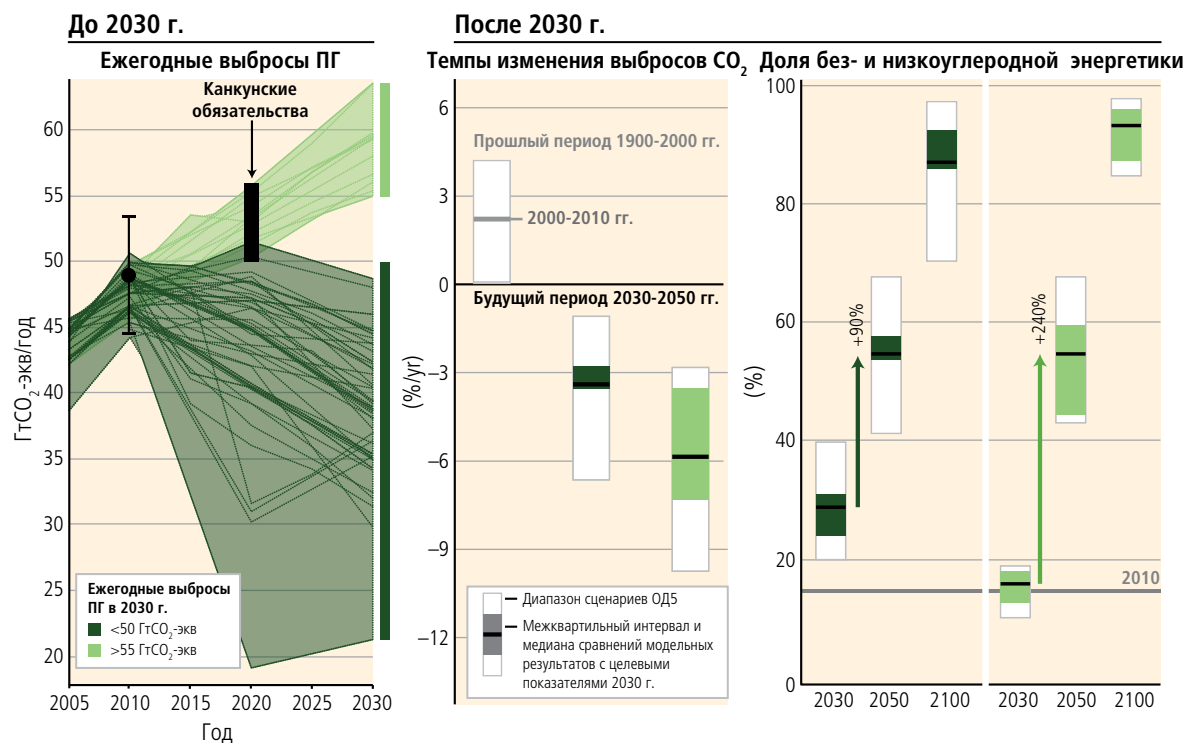 До 2030 г.
Ежегодные выбросы ПГ
Канкунские
обязательства
60
55
50
45
40
35
30
25
20
ГтCO2-экв/год
Ежегодные выбросы
ПГ в 2030 г.
<50 ГтCO2-экв
>55 ГтCO2-экв
2005 2010 2015 2020 2025 2030
Год
После 2030 г.
Темпы изменения выбросов CO2
6
3
0
−3
−6
−9
−12
(%/yr)
Прошлый период 1900-2000 гг.
2000-2010 гг.
Будущий период 2030-2050 гг.
Диапазон сценариев ОД5
Межквартильный интервал и
медиана сравнений модельных
результатов с целевыми
показателями 2030 г.
Доля без- и низкоуглеродной энергетики
100
80
60
40
20
0
(%)
+90%
+240%
2010
2030 2050 2100 2030 2050 2100